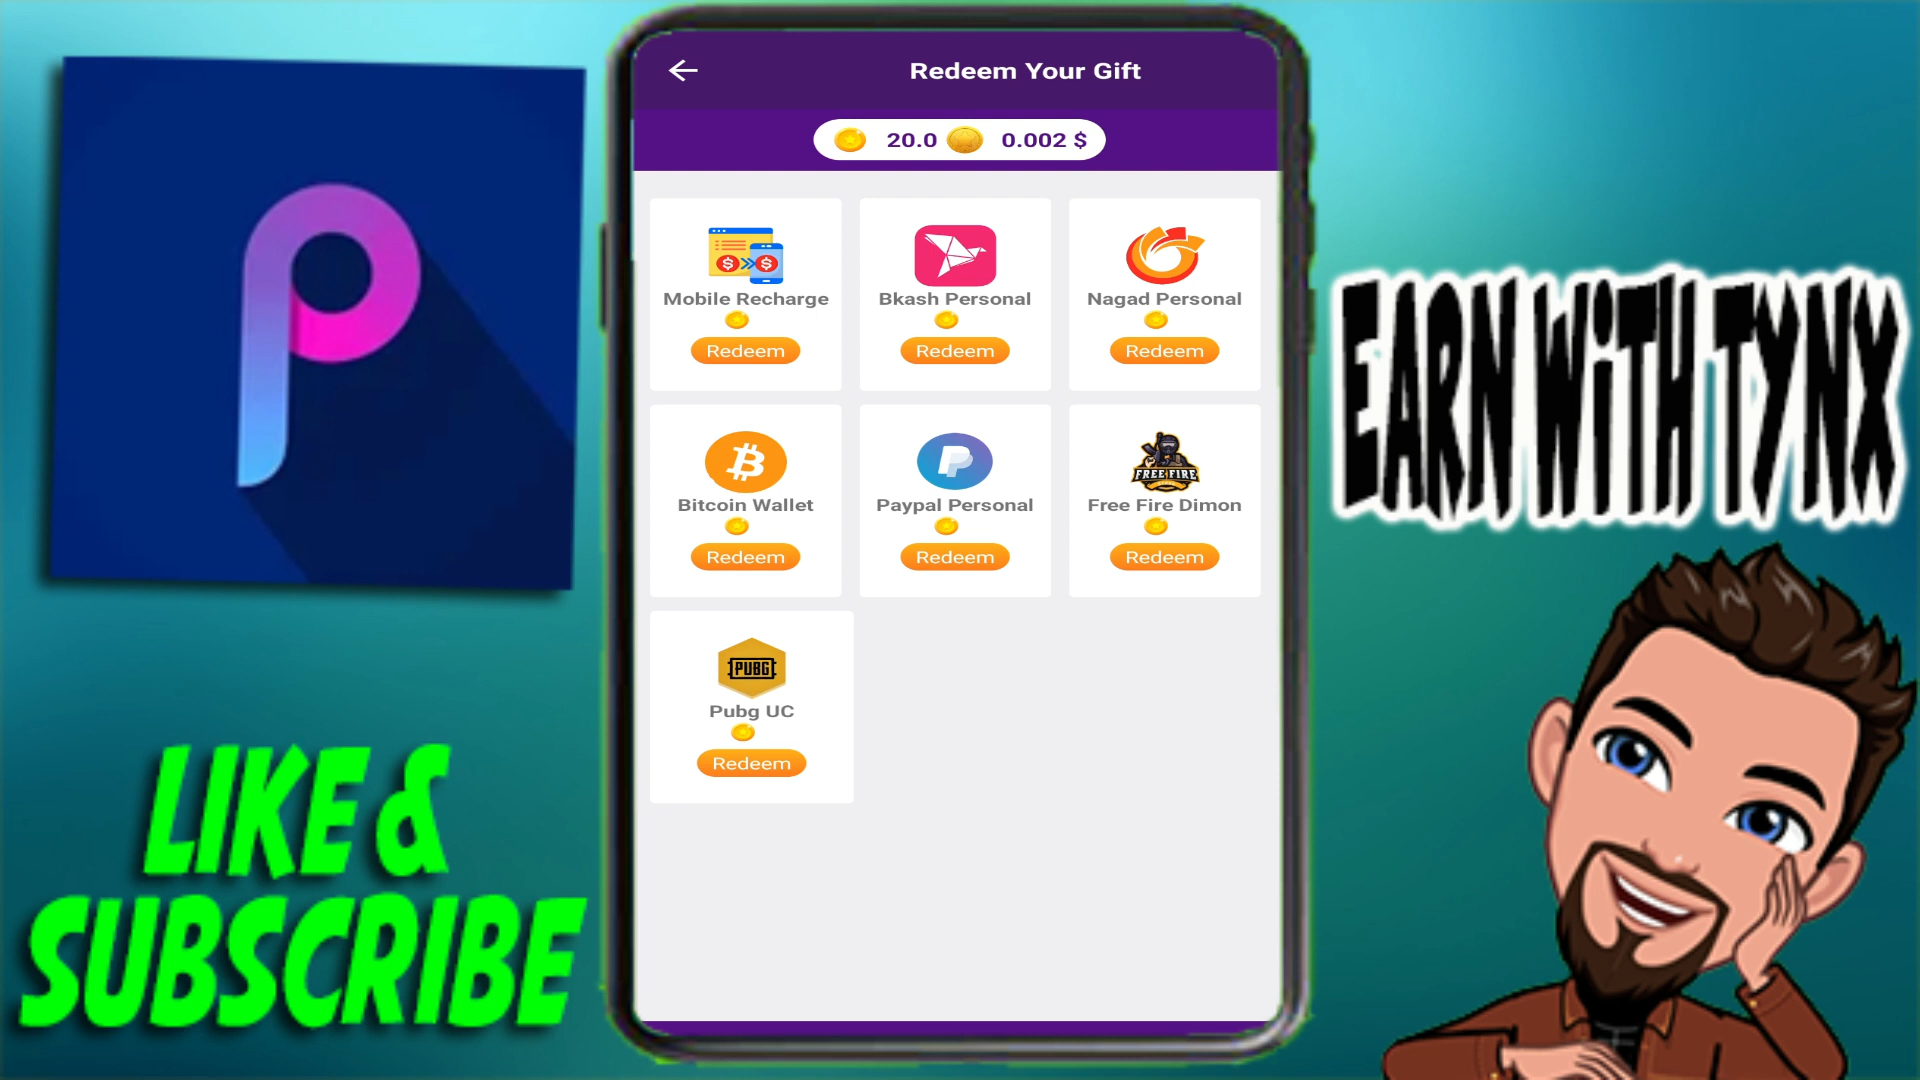 Redeem Your Gift
20.0 0.002 $
Mobile Recharge
Redeem
Bkash Personal
Redeem
Nagad Personal
Redeem
Bitcoin Wallet
Redeem
Paypal Personal
Redeem
FREE FIRE
Free Fire Dimon
Redeem
PUBG
Pubg UC
Redeem
EARN WiTH TYNX
LIKE &
SUBSCRIBE